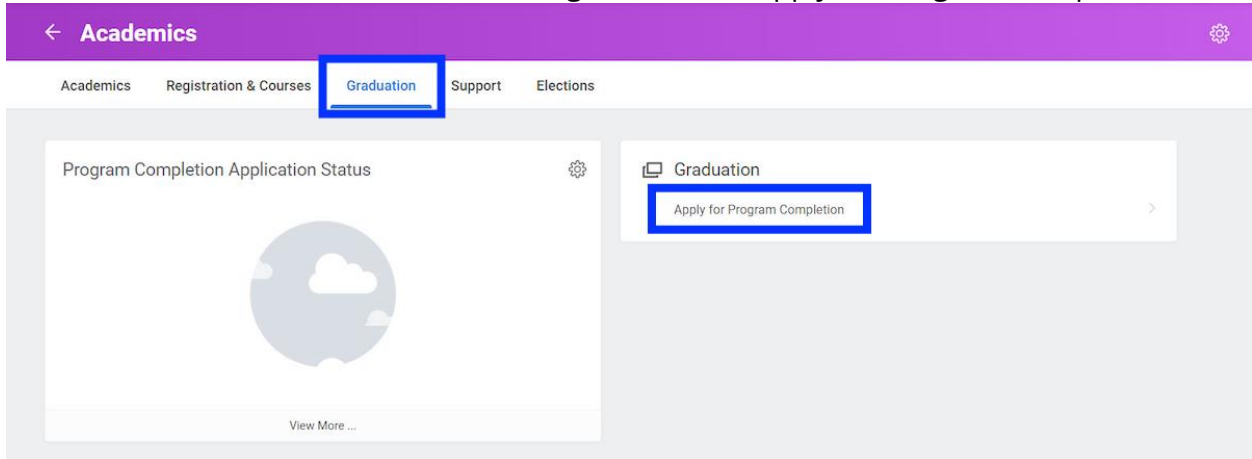 Academics
Academics Registration & Courses Graduation Support Elections
Program Completion Application Status
Graduation
Apply for Program Completion
View More ...